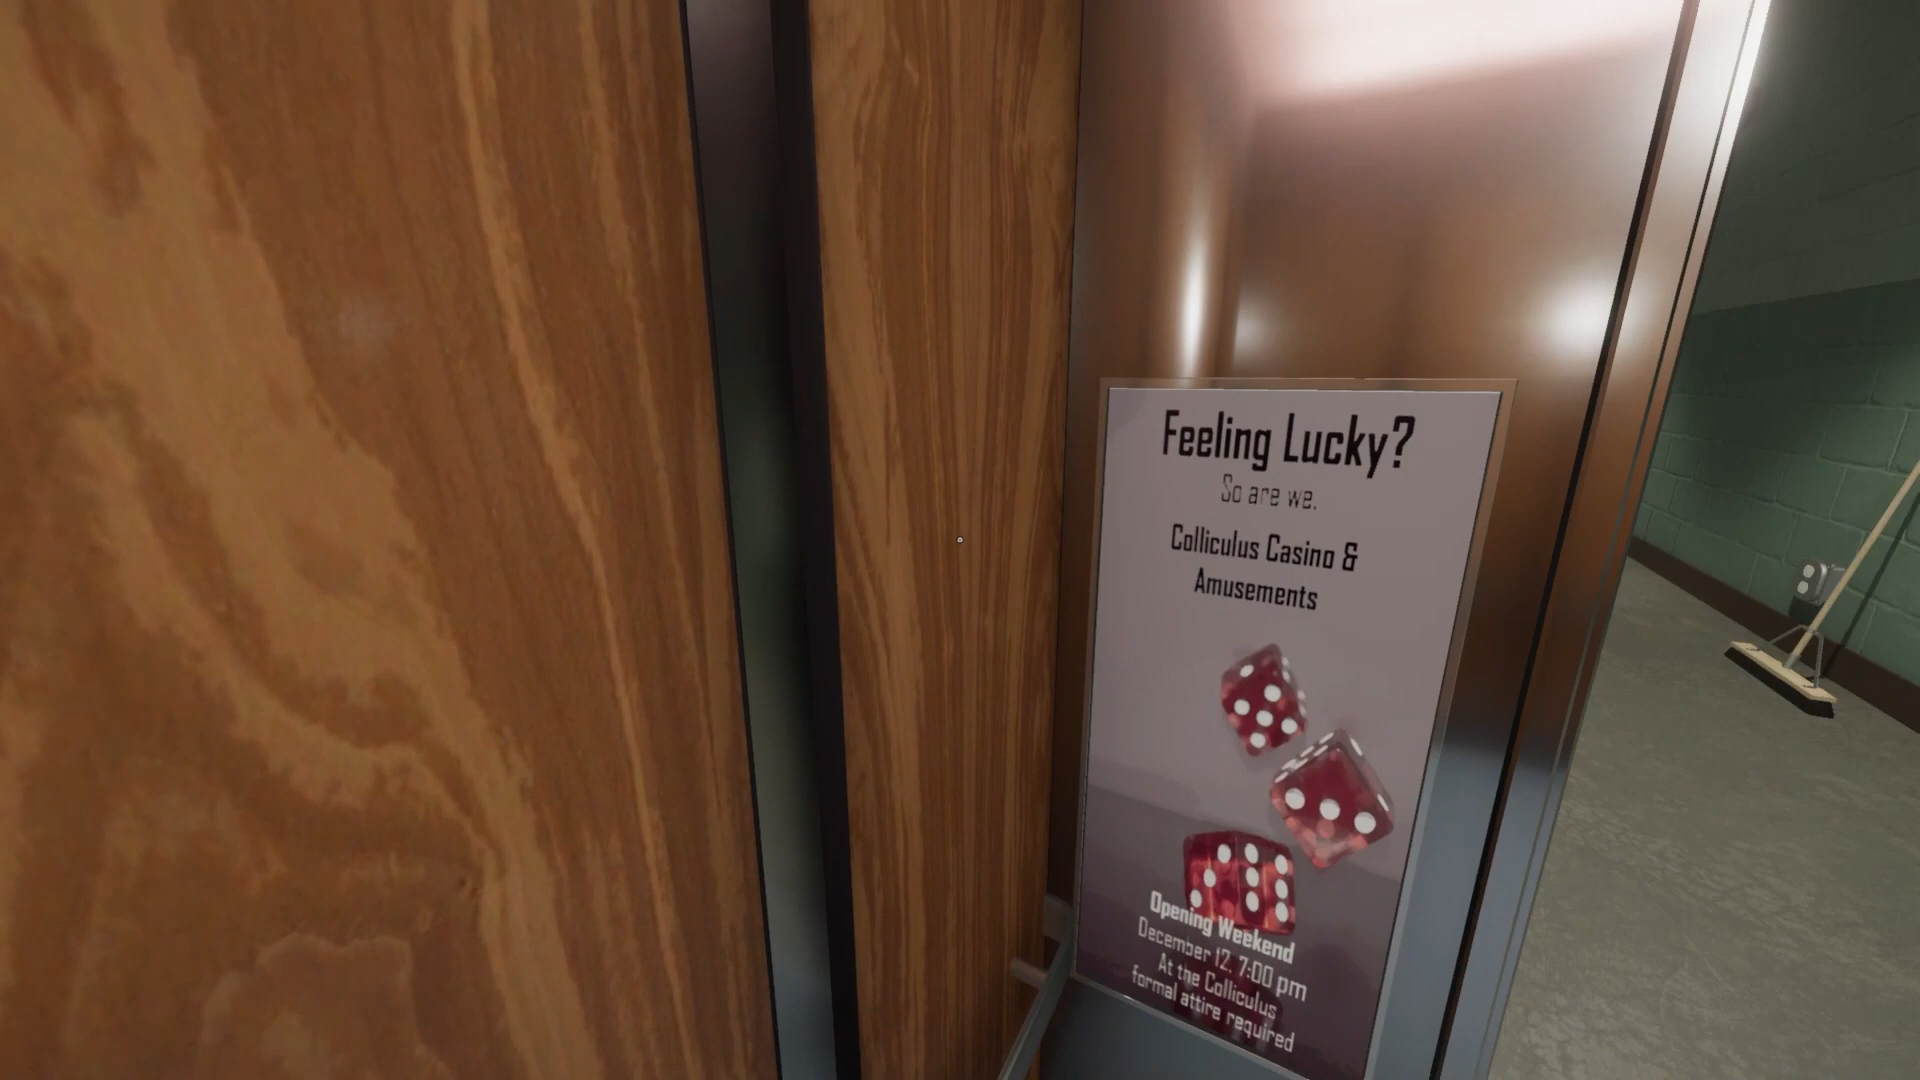 Feeling Lucky?
So are we.
Colliculus Casino &
Amusements
Opening Weekend
December 12, 7:00 pm
At the Colliculus
formal attire required